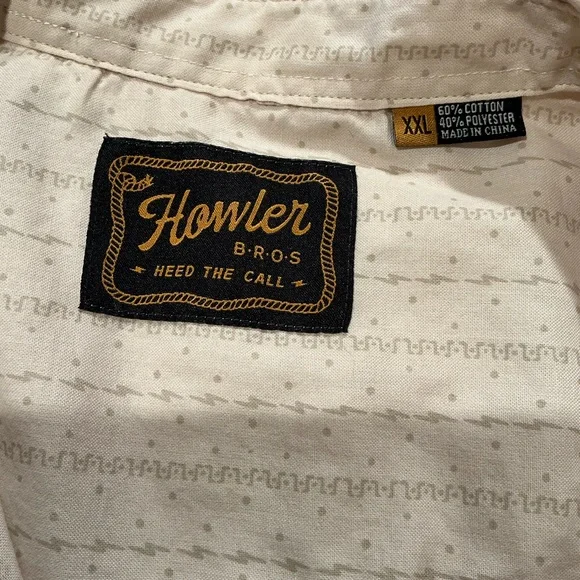 Howler
B·R·O·S
HEED THE CALL
XXL
60% COTTON
40% POLYESTER
MADE IN CHINA